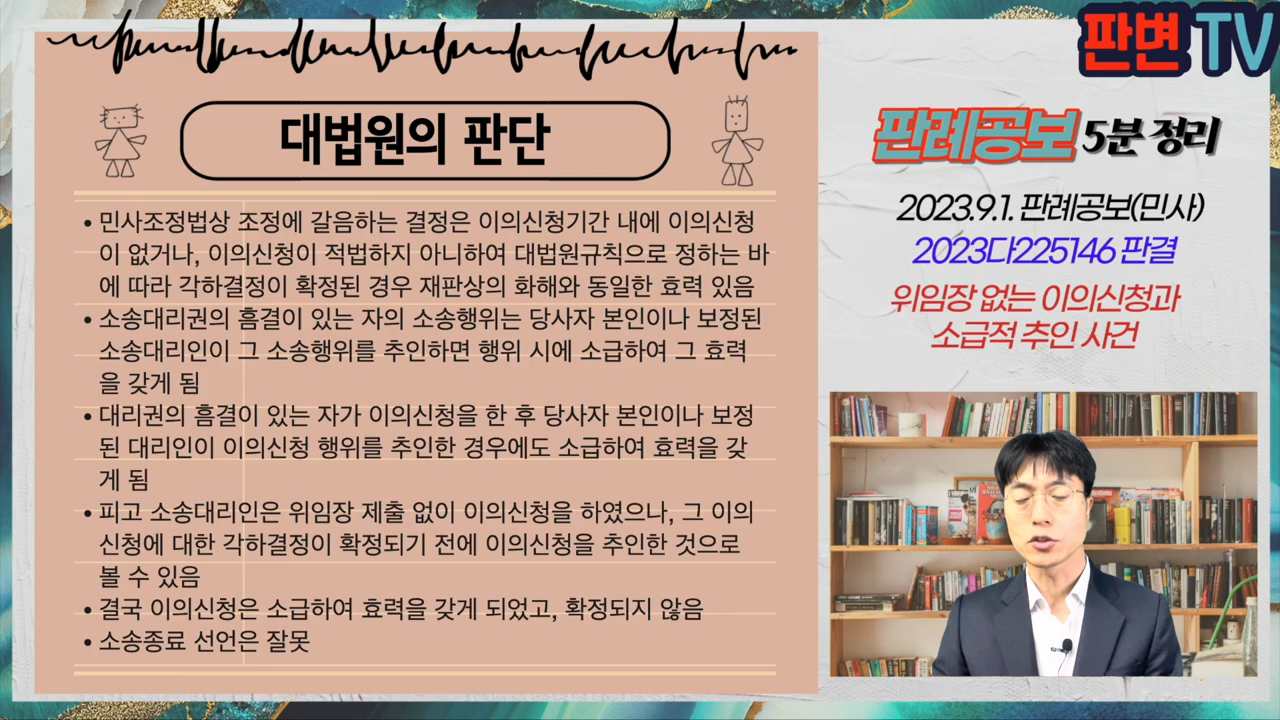 판변 TV
대법원의 판단
• 민사조정법상 조정에 갈음하는 결정은 이의신청기간 내에 이의신청
이 없거나, 이의신청이 적법하지 아니하여 대법원규칙으로 정하는 바
에 따라 각하결정이 확정된 경우 재판상의 화해와 동일한 효력 있음
• 소송대리권의 흠결이 있는 자의 소송행위는 당사자 본인이나 보정된
소송대리인이 그 소송행위를 추인하면 행위 시에 소급하여 그 효력
을 갖게 됨
• 대리권의 흠결이 있는 자가 이의신청을 한 후 당사자 본인이나 보정
된 대리인이 이의신청 행위를 추인한 경우에도 소급하여 효력을 갖
게 됨
• 피고 소송대리인은 위임장 제출 없이 이의신청을 하였으나, 그 이의
신청에 대한 각하결정이 확정되기 전에 이의신청을 추인한 것으로
볼 수 있음
• 결국 이의신청은 소급하여 효력을 갖게 되었고, 확정되지 않음
• 소송종료 선언은 잘못
판례공보 5분 정리
2023.9.1. 판례공보(민사)
2023다225146 판결
위임장 없는 이의신청과
소급적 추인 사건